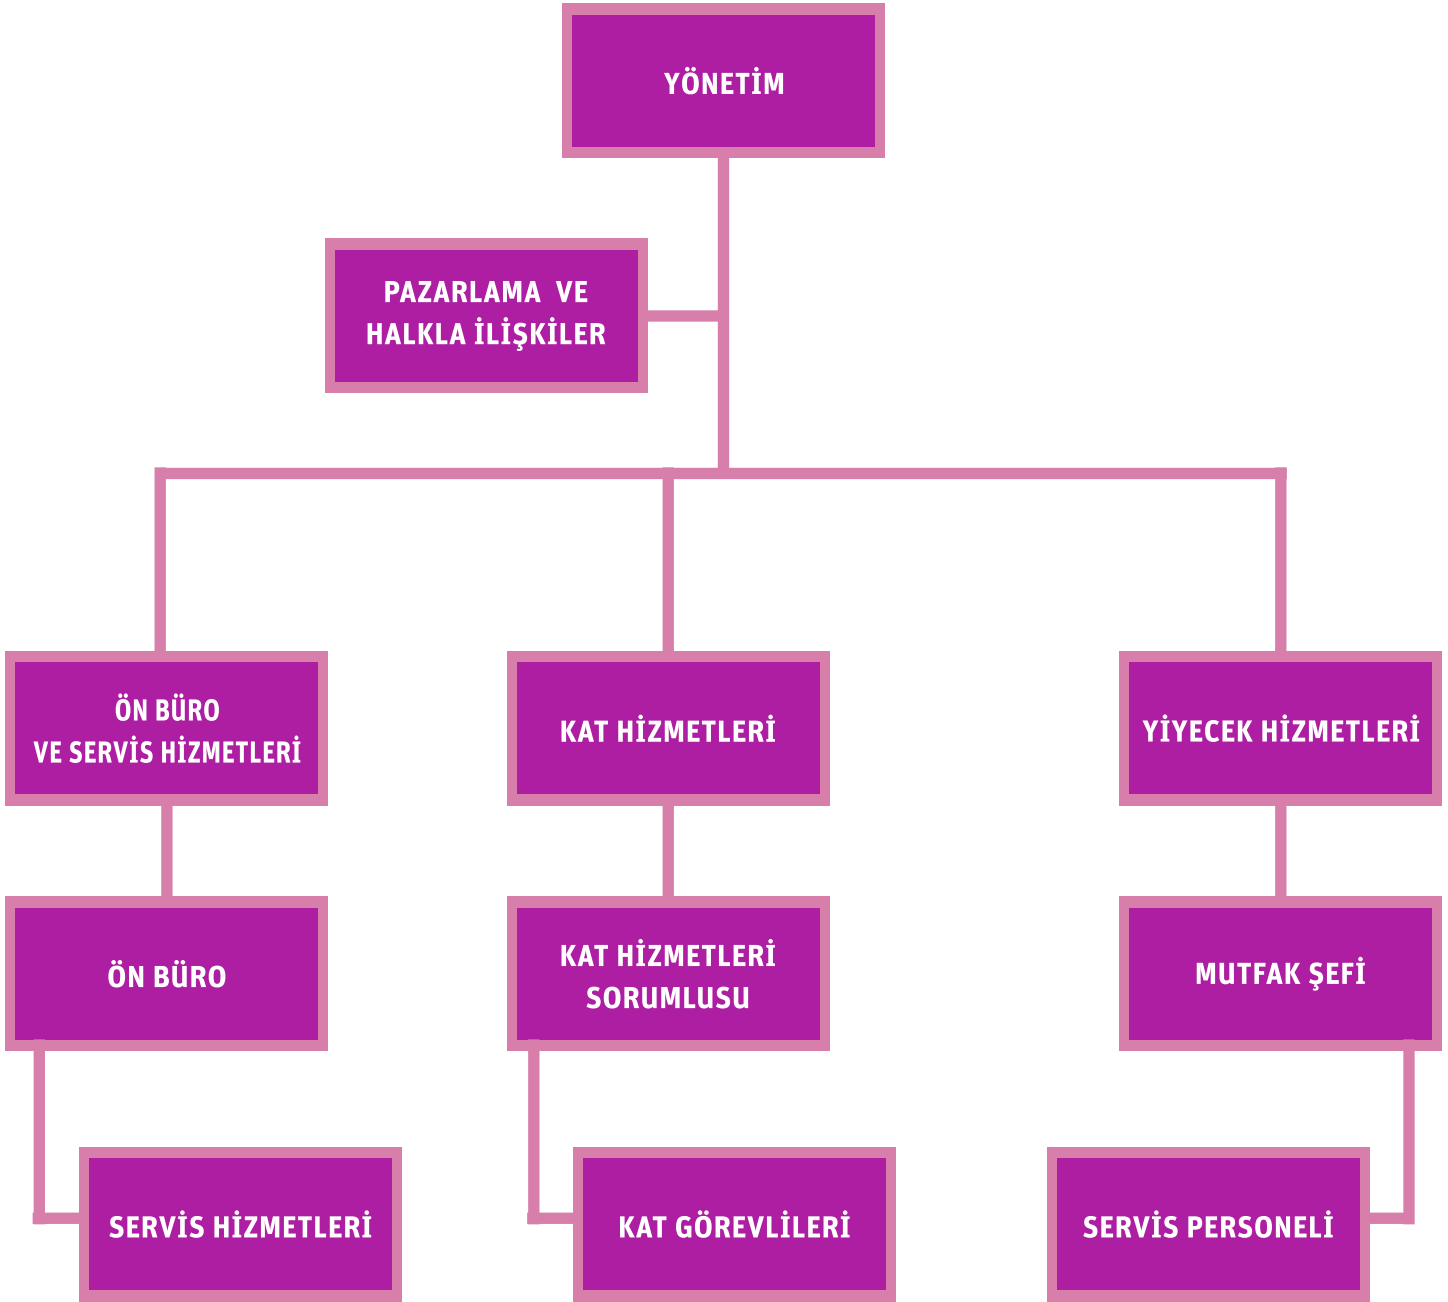 YÖNETİM
PAZARLAMA VE
HALKLA İLİŞKİLER
ÖN BÜRO
VE SERVİS HİZMETLERİ
KAT HİZMETLERİ
YİYECEK HİZMETLERİ
ÖN BÜRO
KAT HİZMETLERİ
SORUMLUSU
MUTFAK ŞEFİ
SERVİS HİZMETLERİ
KAT GÖREVLİLERİ
SERVİS PERSONELİ